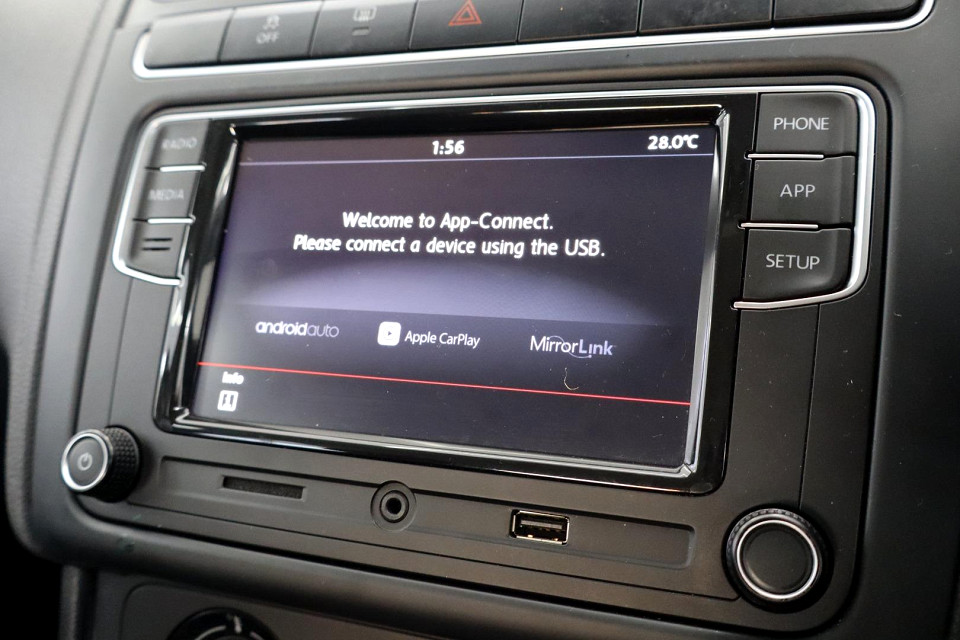 OFF
RADIO
MEDIA
PHONE
APP
SETUP
1:56
28.0°C
Welcome to App-Connect.
Please connect a device using the USB.
androidauto
Apple CarPlay
MirrorLink
Info